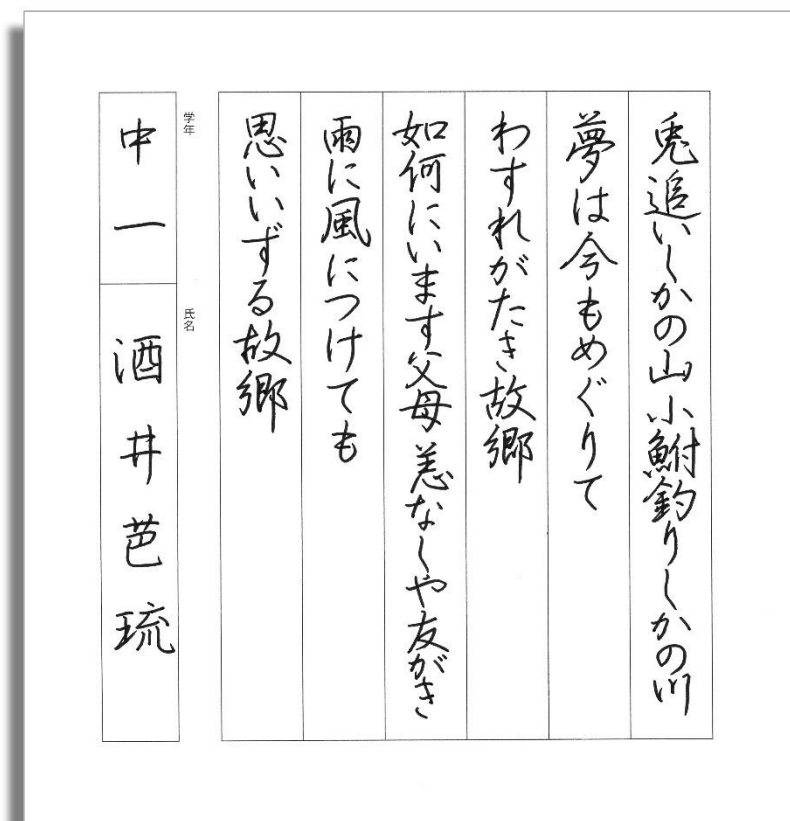 兎追いしかの山小鮒釣りしかの川
夢は今もめぐりて
わすれがたき故郷
如何にいます父母恙なしや友がき
雨に風につけても
思いいずる故郷
学年
中一
氏名
酒井芭琉